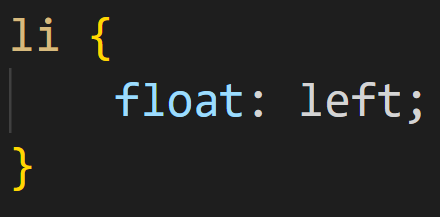 li {
    float: left;
}